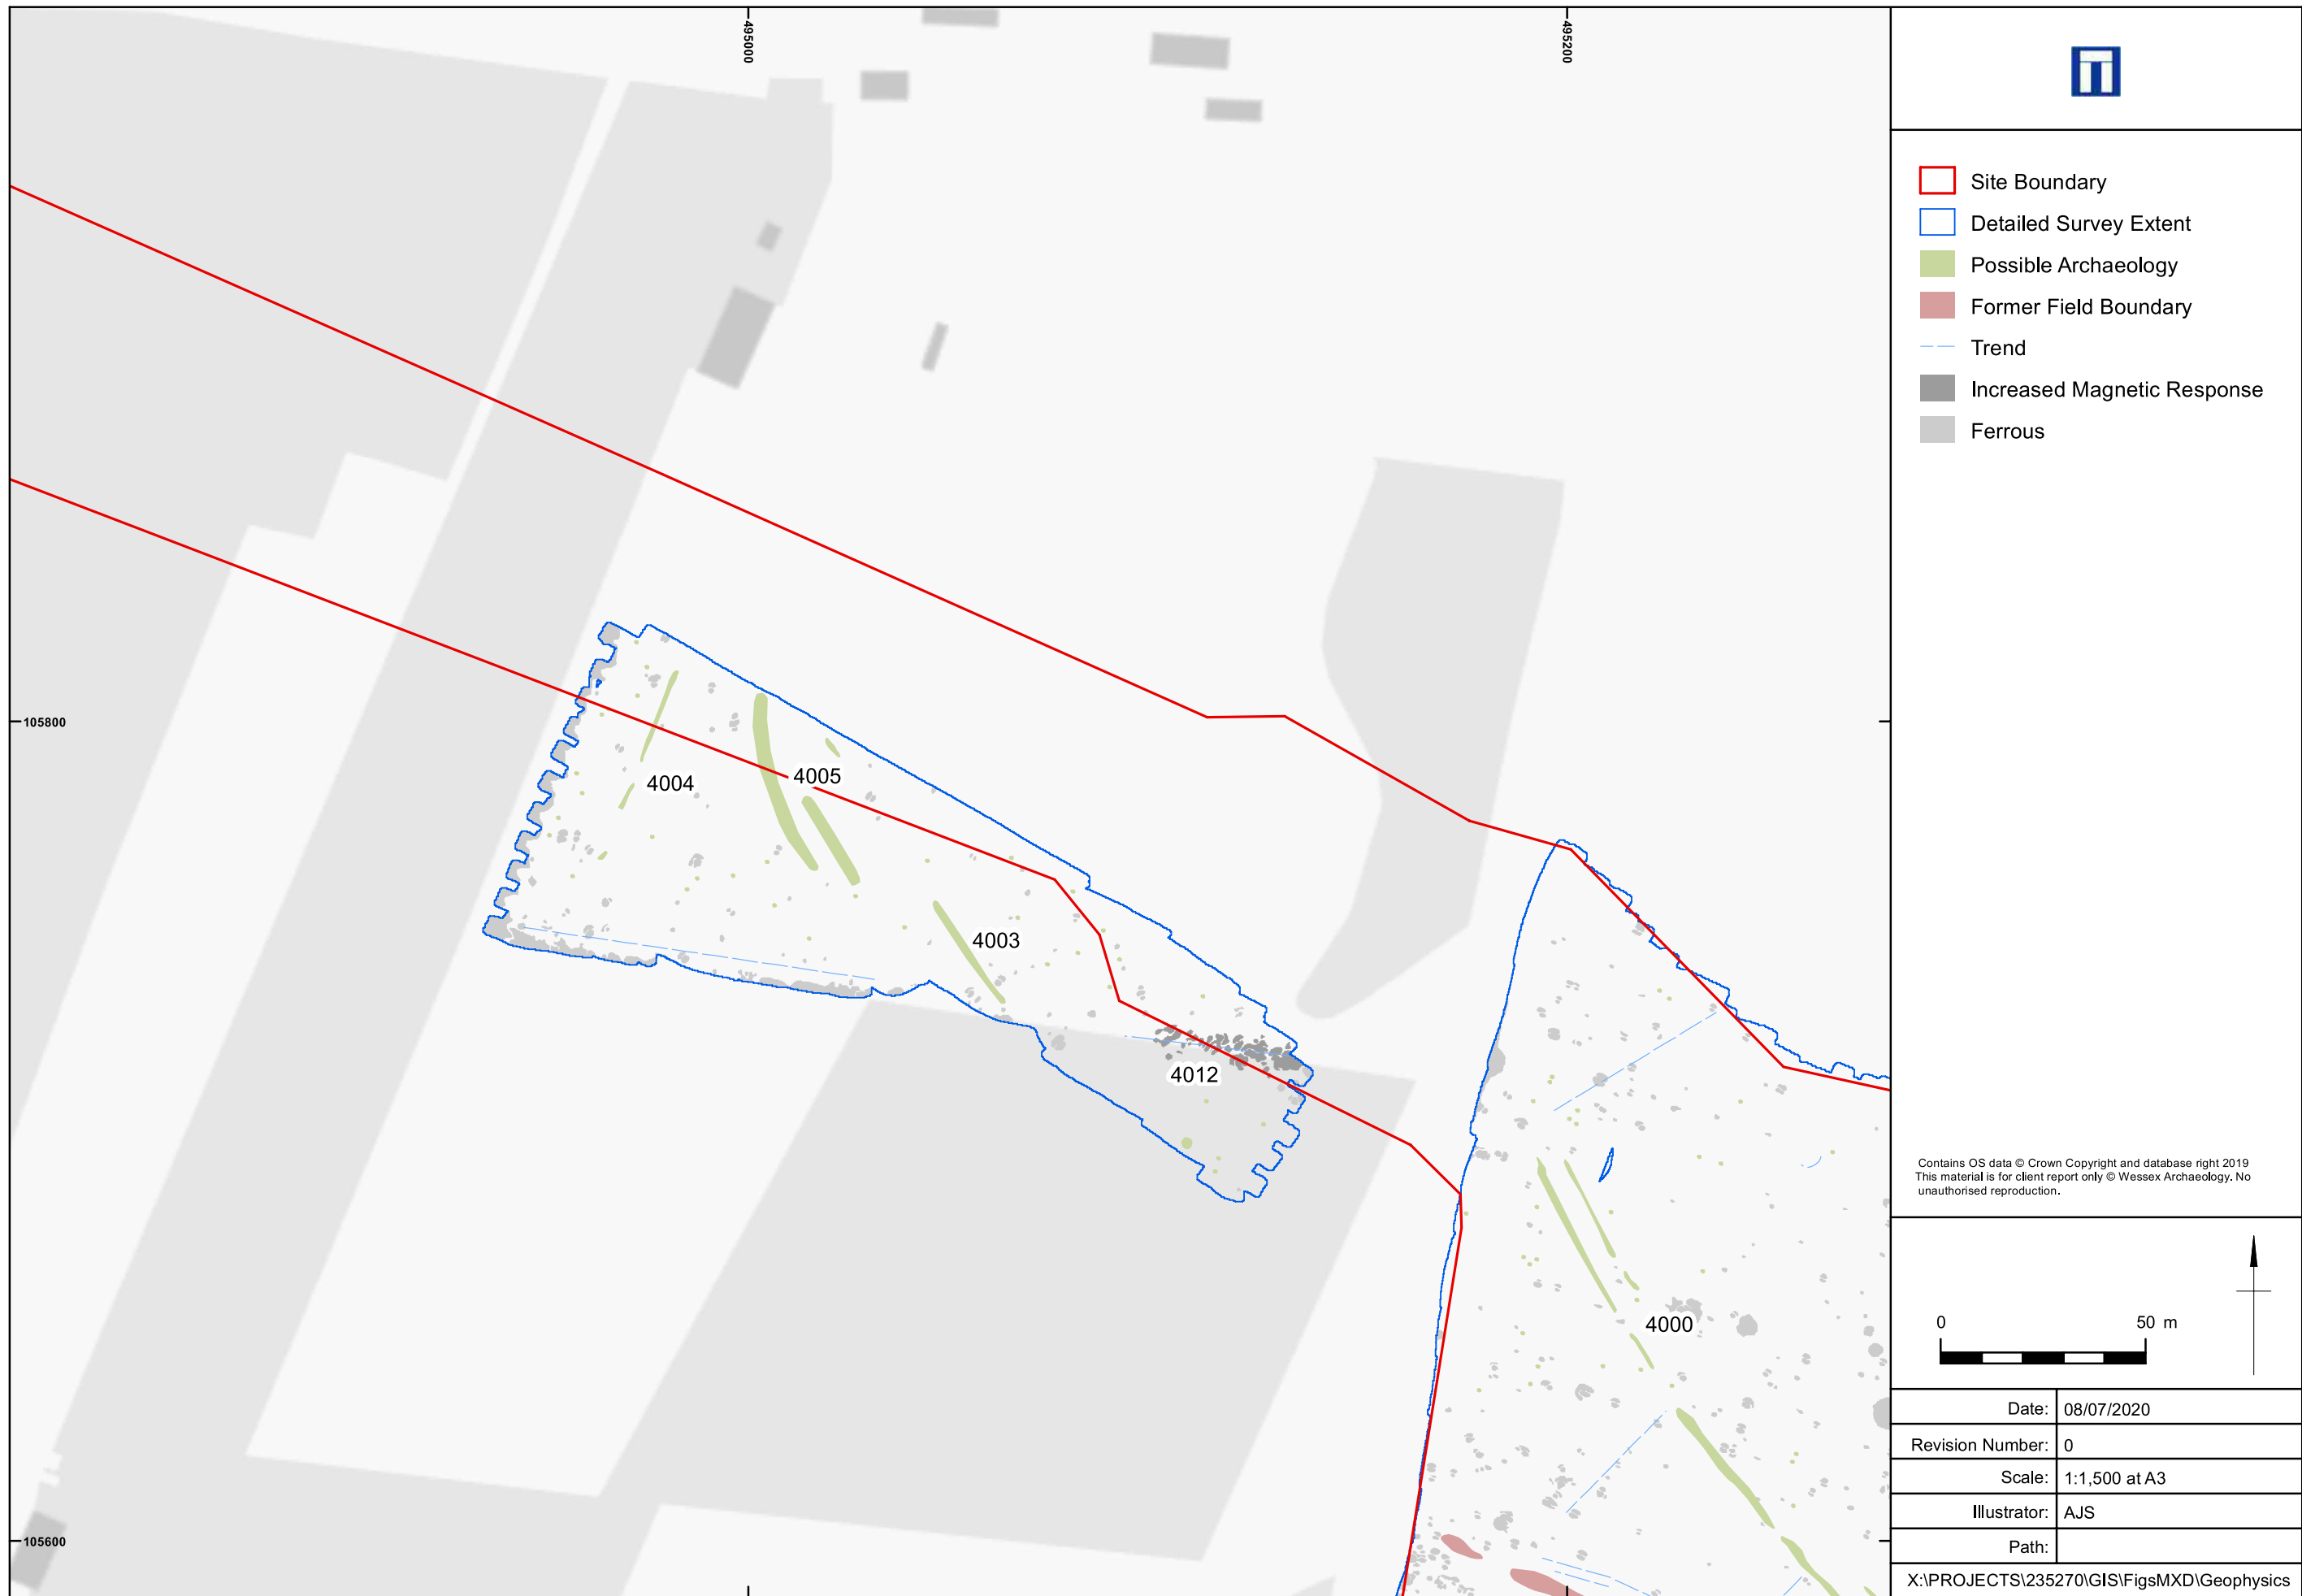 495000
495200
105800
105600
4004
4005
4003
4012
4000
Site Boundary
Detailed Survey Extent
Possible Archaeology
Former Field Boundary
Trend
Increased Magnetic Response
Ferrous
Contains OS data © Crown Copyright and database right 2019
This material is for client report only © Wessex Archaeology. No
unauthorised reproduction.
0 50 m
Date: 08/07/2020
Revision Number: 0
Scale: 1:1,500 at A3
Illustrator: AJS
Path:
X:\PROJECTS\235270\GIS\FigsMXD\Geophysics